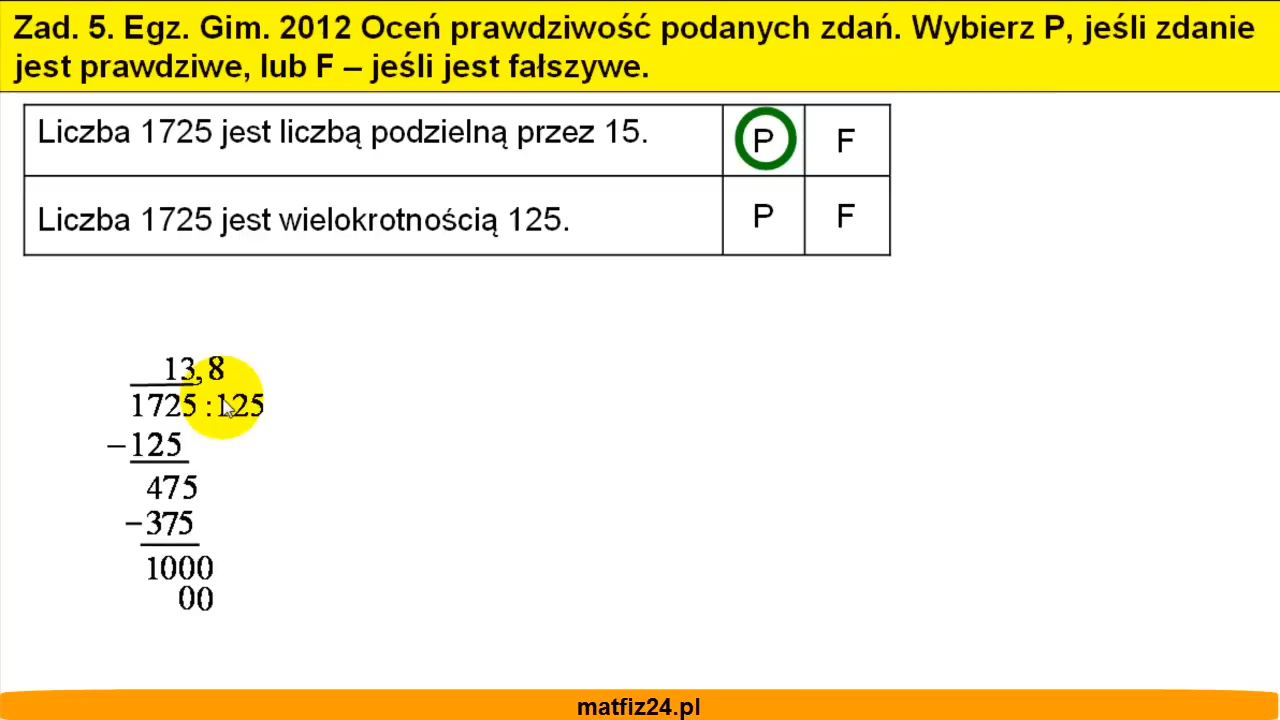 Zad. 5. Egz. Gim. 2012 Oceń prawdziwość podanych zdań. Wybierz P, jeśli zdanie
jest prawdziwe, lub F – jeśli jest fałszywe.
Liczba 1725 jest liczbą podzielną przez 15. P F
Liczba 1725 jest wielokrotnością 125. P F
13,8
1725 :125
−125
475
−375
1000
00
matfiz24.pl